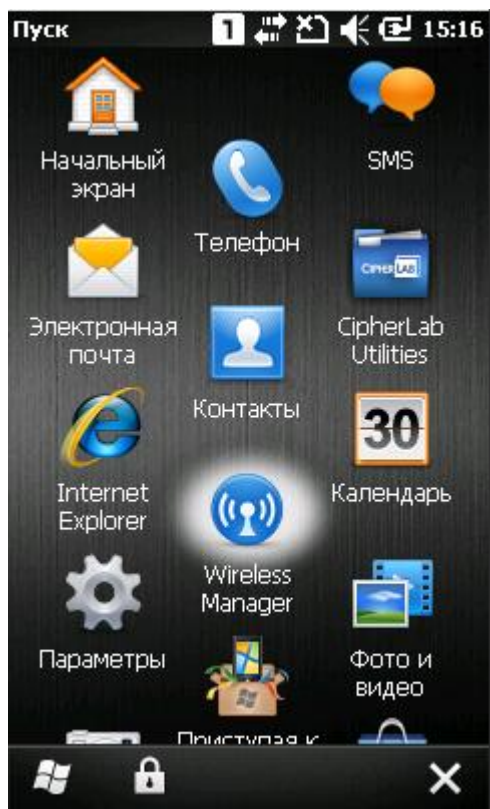 Пуск 1 15:16
Начальный
экран
SMS
Телефон
Электронная
почта
CIPHERLAB
CipherLab
Utilities
Контакты
30
Internet
Explorer
Календарь
Wireless
Manager
Параметры
Фото и
видео
Приступая к